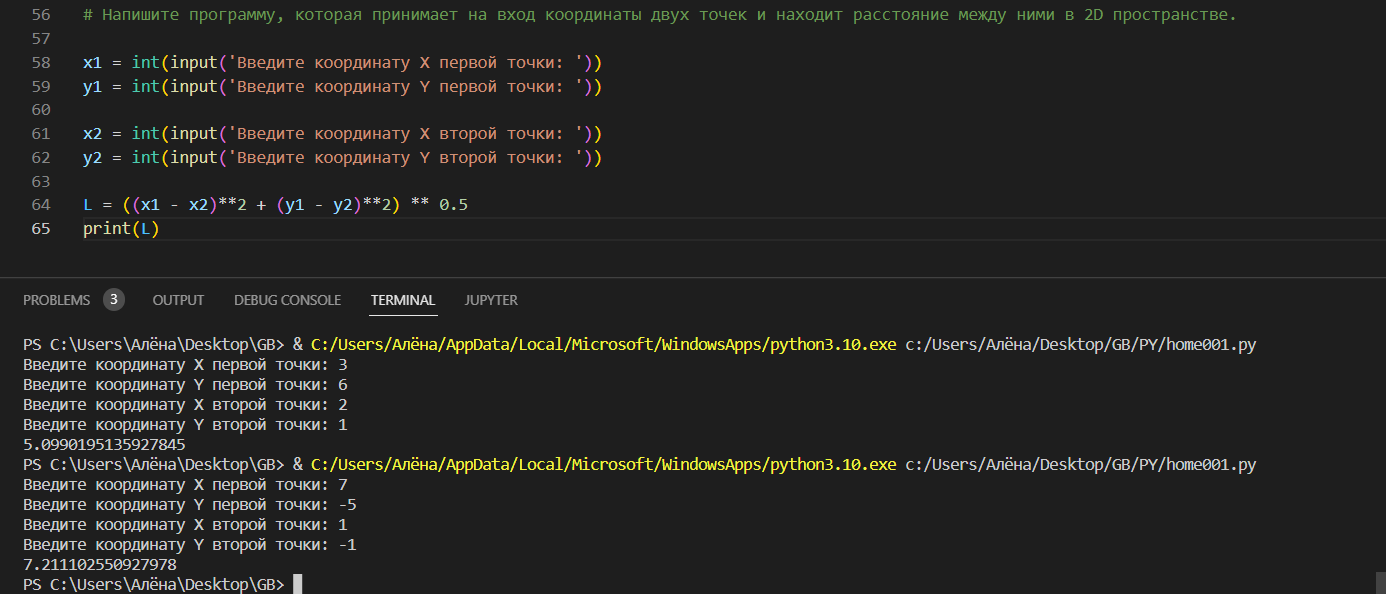 56 # Напишите программу, которая принимает на вход координаты двух точек и находит расстояние между ними в 2D пространстве.
57
58 x1 = int(input('Введите координату X первой точки: '))
59 y1 = int(input('Введите координату Y первой точки: '))
60
61 x2 = int(input('Введите координату X второй точки: '))
62 y2 = int(input('Введите координату Y второй точки: '))
63
64 L = ((x1 - x2)**2 + (y1 - y2)**2) ** 0.5
65 print(L)
PROBLEMS 3 OUTPUT DEBUG CONSOLE TERMINAL JUPYTER
PS C:\Users\Алёна\Desktop\GB> & C:/Users/Алёна/AppData/Local/Microsoft/WindowsApps/python3.10.exe c:/Users/Алёна/Desktop/GB/PY/home001.py
Введите координату X первой точки: 3
Введите координату Y первой точки: 6
Введите координату X второй точки: 2
Введите координату Y второй точки: 1
5.0990195135927845
PS C:\Users\Алёна\Desktop\GB> & C:/Users/Алёна/AppData/Local/Microsoft/WindowsApps/python3.10.exe c:/Users/Алёна/Desktop/GB/PY/home001.py
Введите координату X первой точки: 7
Введите координату Y первой точки: -5
Введите координату X второй точки: 1
Введите координату Y второй точки: -1
7.211102550927978
PS C:\Users\Алёна\Desktop\GB>